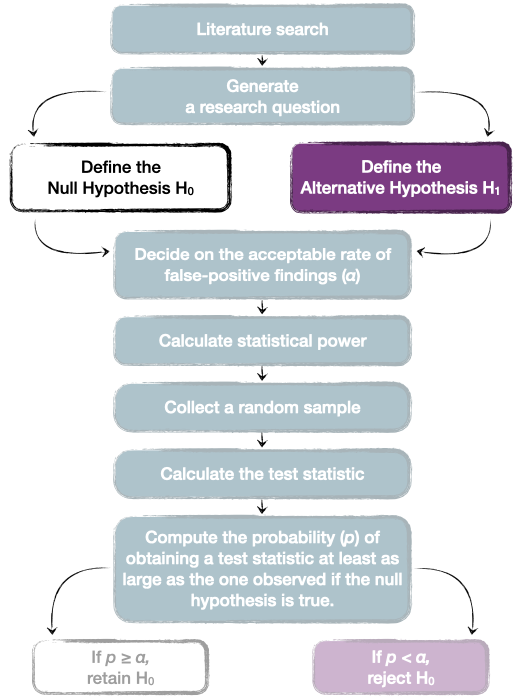 Literature search
Generate
a research question
Define the
Null Hypothesis H₀
Define the
Alternative Hypothesis H₁
Decide on the acceptable rate of
false-positive findings (α)
Calculate statistical power
Collect a random sample
Calculate the test statistic
Compute the probability (p) of
obtaining a test statistic at least as
large as the one observed if the null
hypothesis is true.
If p ≥ α,
retain H₀
If p < α,
reject H₀